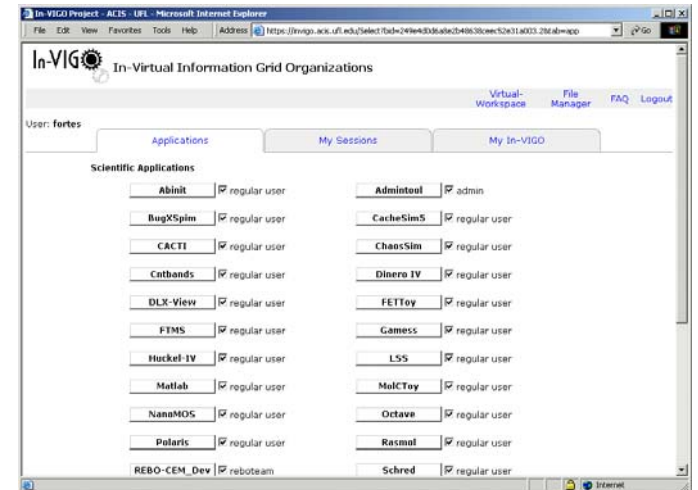 In-VIGO Project - ACIS - UFL - Microsoft Internet Explorer
File Edit View Favorites Tools Help Address Go
In-VIGO In-Virtual Information Grid Organizations
Virtual-Workspace File Manager FAQ Logout
User: fortes
Applications My Sessions My In-VIGO
Scientific Applications
Abinit regular user Admintool admin
BugXSpim regular user CacheSim5 regular user
CACTI regular user ChaosSim regular user
Cntbands regular user Dinero IV regular user
DLX-View regular user FETToy regular user
FTMS regular user Gamess regular user
Huckel-IV regular user LSS regular user
Matlab regular user MolCToy regular user
NanoMOS regular user Octave regular user
Polaris regular user Rasmol regular user
REBO-CEM_Dev reboteam Schred regular user
Internet